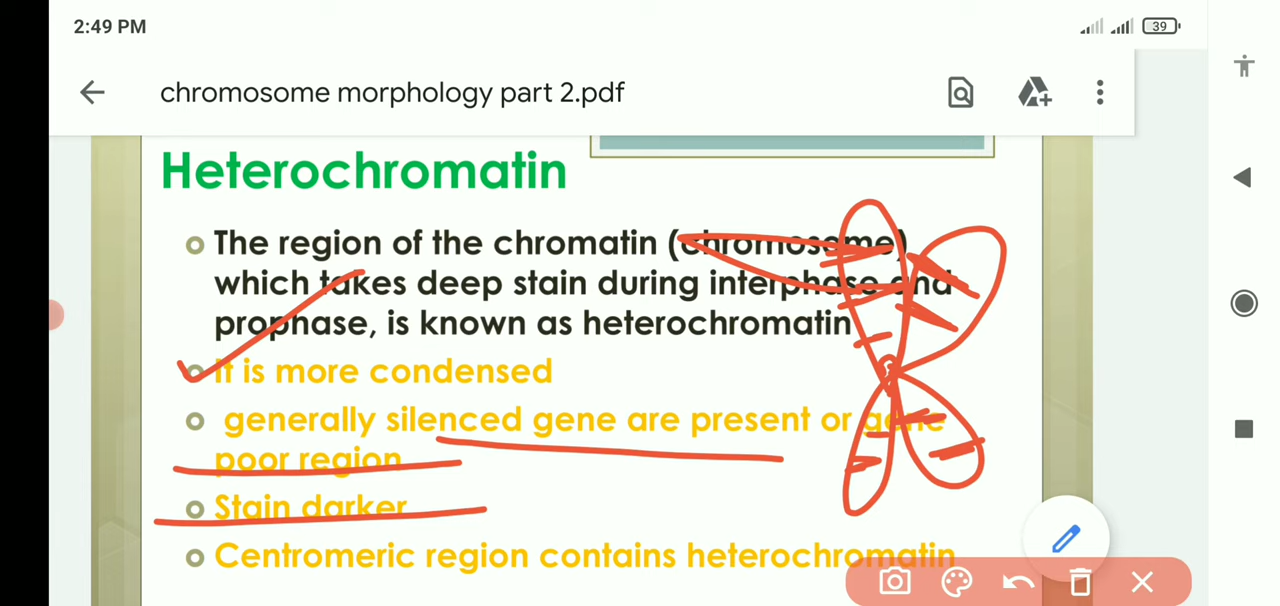 2:49 PM
39
chromosome morphology part 2.pdf
Heterochromatin
The region of the chromatin (chromosome)
which takes deep stain during interphase and
prophase, is known as heterochromatin
It is more condensed
generally silenced gene are present or gene
poor region
Stain darker
Centromeric region contains heterochromatin